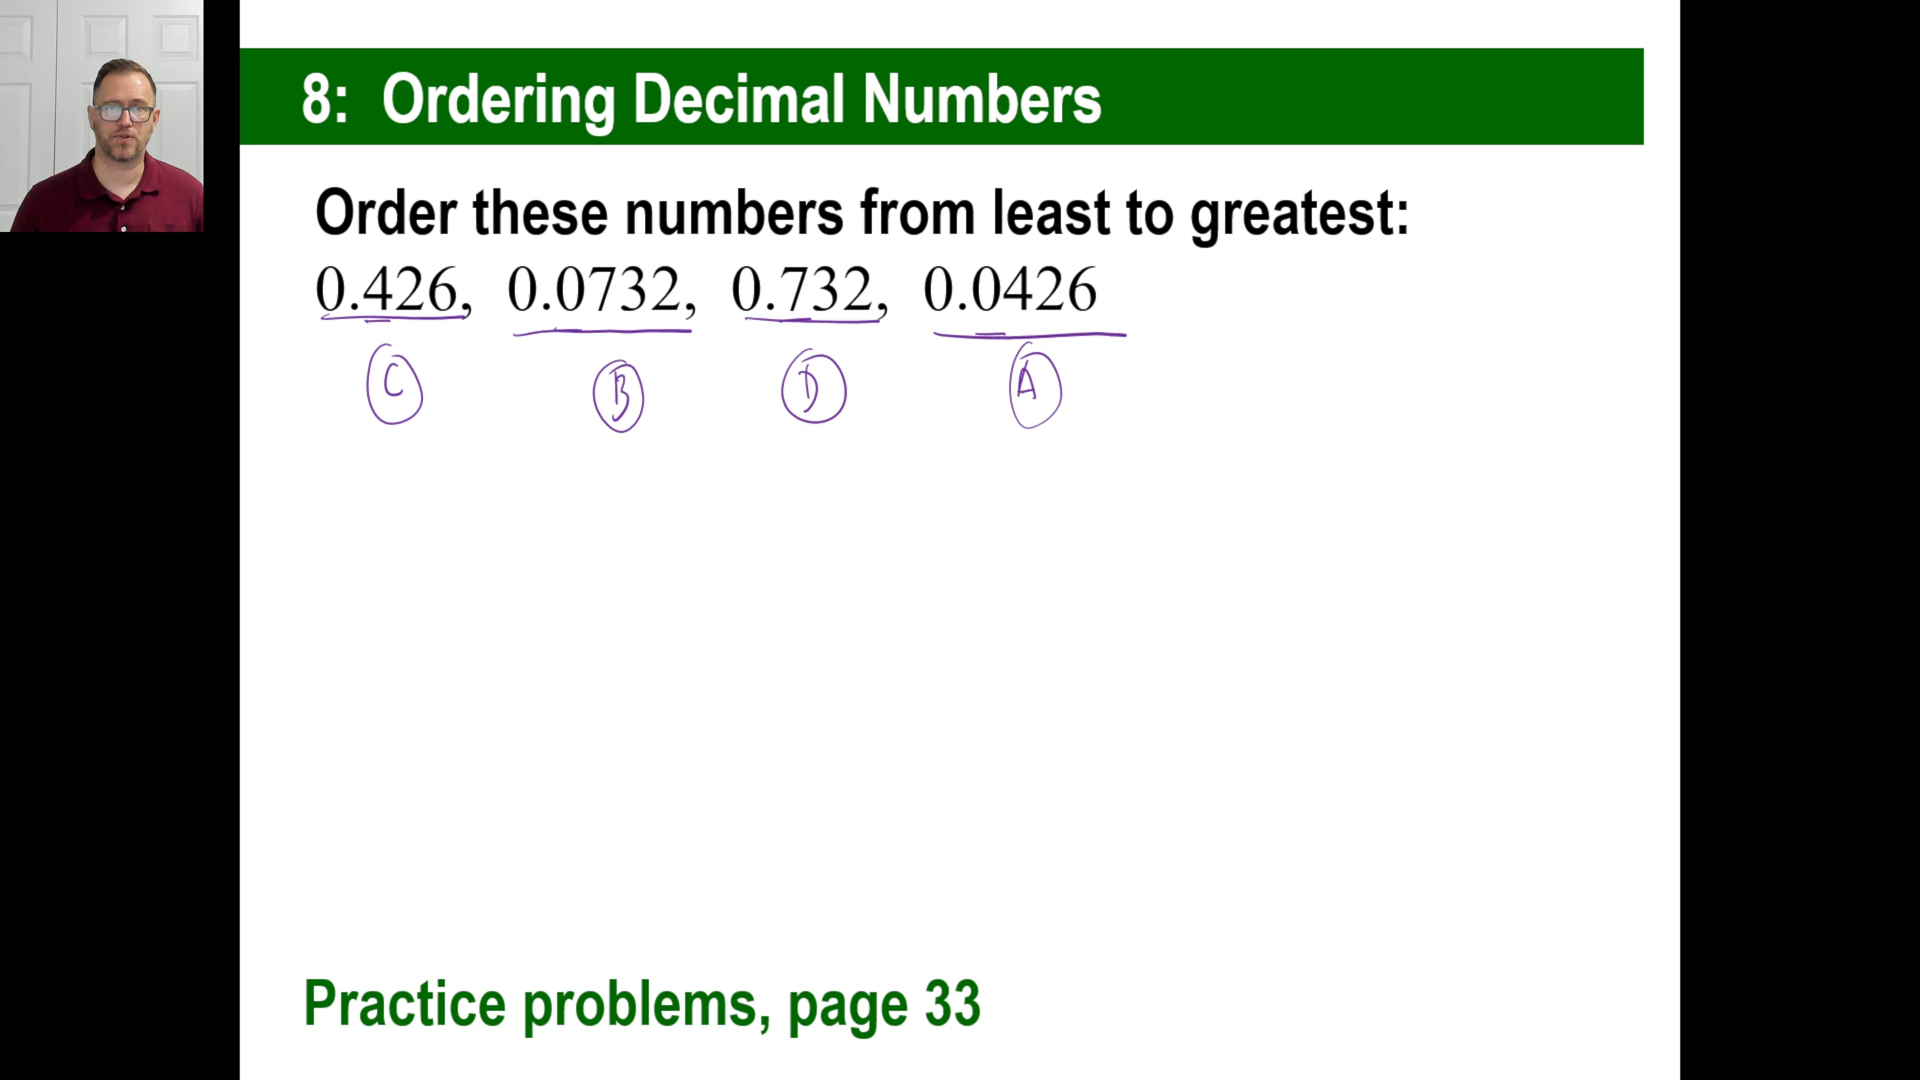 8: Ordering Decimal Numbers
Order these numbers from least to greatest:
0.426, 0.0732, 0.732, 0.0426
C B D A
Practice problems, page 33